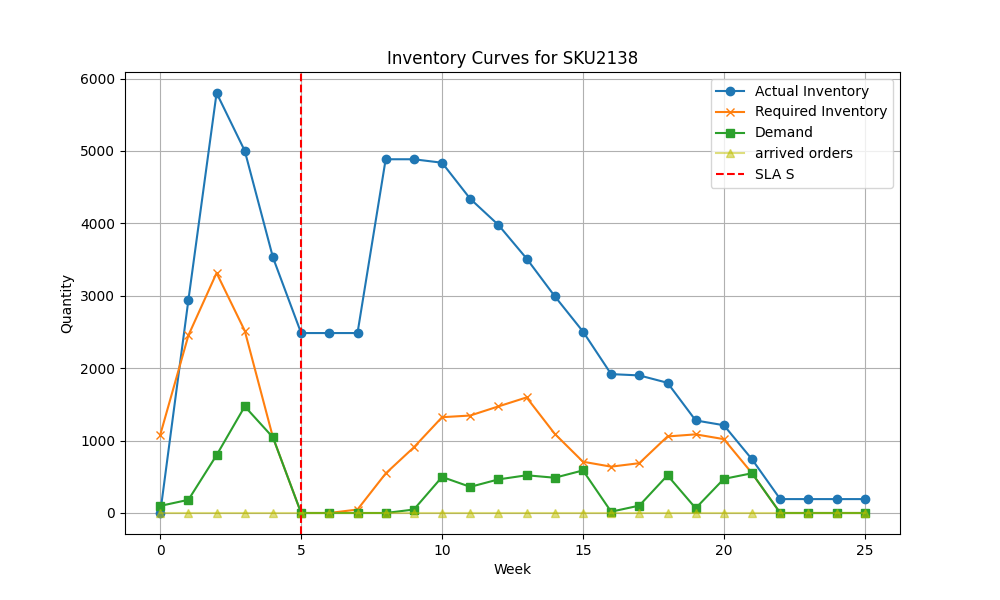 Inventory Curves for SKU2138
Actual Inventory
Required Inventory
Demand
arrived orders
SLA S
Quantity
6000
5000
4000
3000
2000
1000
0
0 5 10 15 20 25
Week